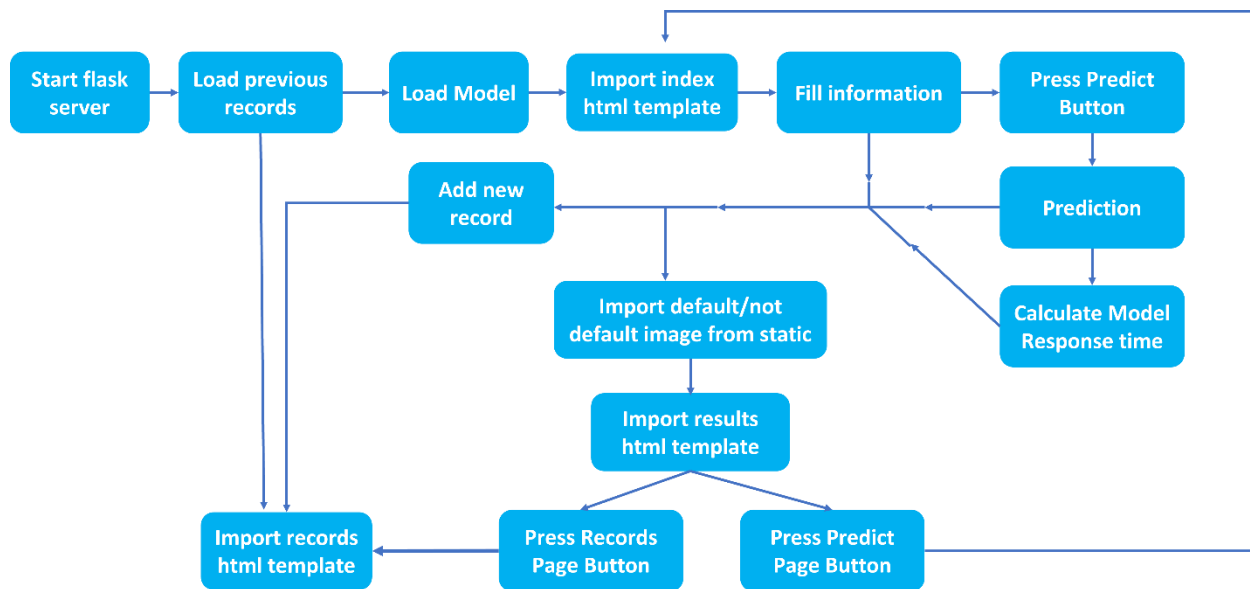 Start flask
server
Load previous
records
Load Model
Import index
html template
Fill information
Press Predict
Button
Add new
record
Prediction
Import default/not
default image from static
Calculate Model
Response time
Import results
html template
Import records
html template
Press Records
Page Button
Press Predict
Page Button